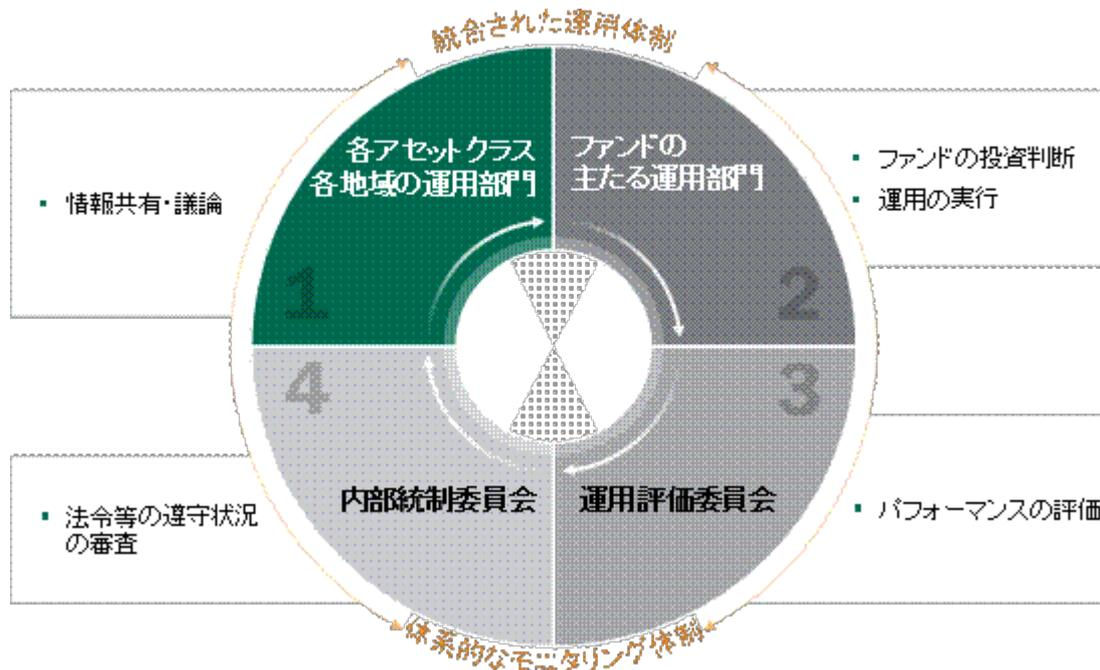 統合された運用体制
各アセットクラス
各地域の運用部門
ファンドの
主たる運用部門
・ 情報共有・議論
・ ファンドの投資判断
・ 運用の実行
1
2
4
3
内部統制委員会
運用評価委員会
・ 法令等の遵守状況
の審査
・ パフォーマンスの評価
体系的なモニタリング体制